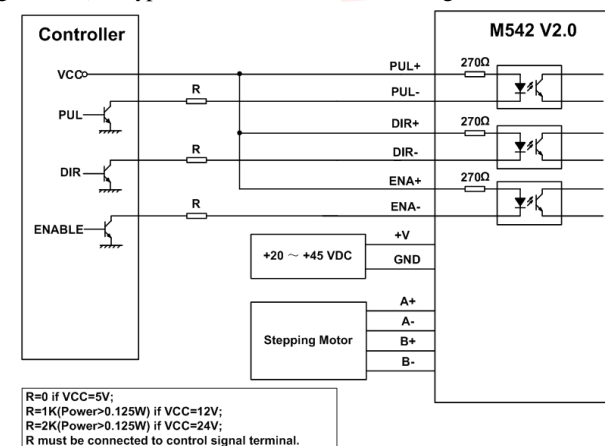 Controller
M542 V2.0
VCC
PUL+
270Ω
R
PUL-
PUL
DIR+
270Ω
R
DIR-
DIR
ENA+
270Ω
R
ENA-
ENABLE
+V
+20 ~ +45 VDC
GND
A+
A-
Stepping Motor
B+
B-
R=0 if VCC=5V;
R=1K(Power>0.125W) if VCC=12V;
R=2K(Power>0.125W) if VCC=24V;
R must be connected to control signal terminal.